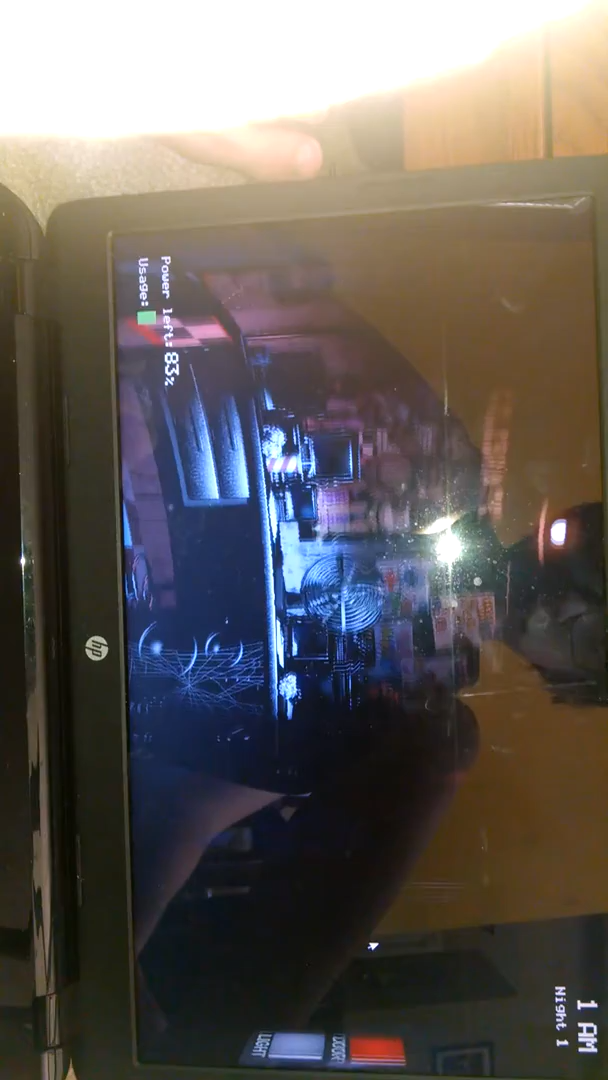 1 AM
Night 1
DOOR
LIGHT
Power left: 83%
Usage:
hp